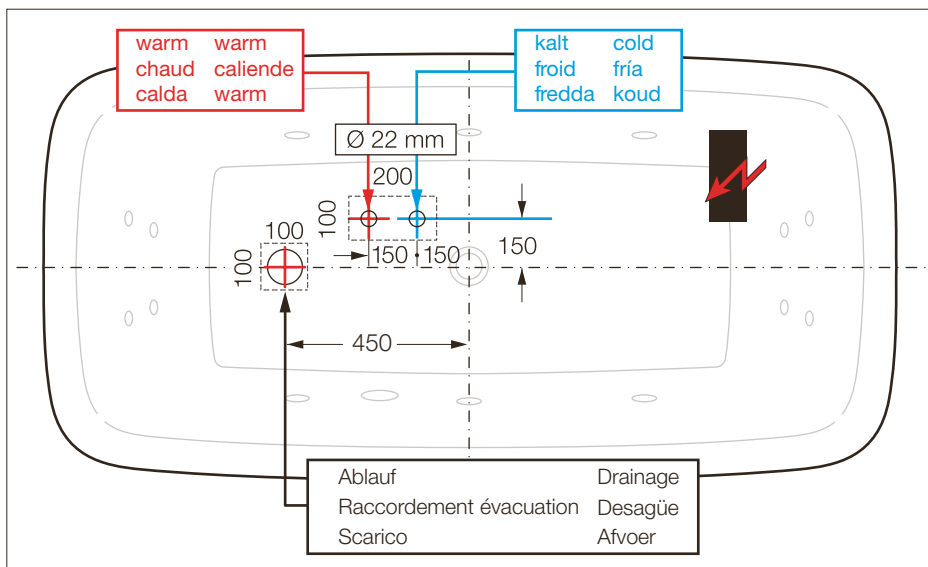 warm warm
chaud caliende
calda warm
kalt cold
froid fría
fredda koud
Ø 22 mm
200
100
150 150
150
100
100
450
Ablauf Drainage
Raccordement évacuation Desagüe
Scarico Afvoer